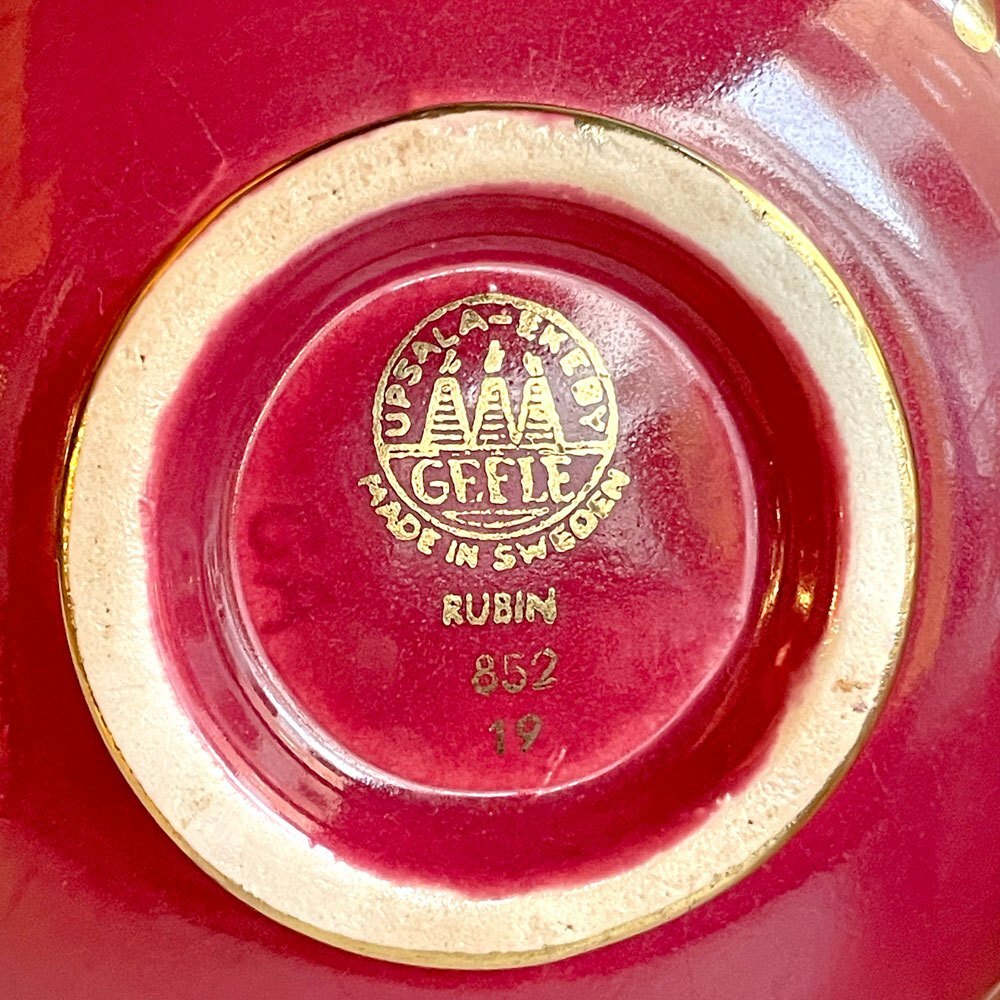 UPSALA-EKEBY
GEFLE
MADE IN SWEDEN
RUBIN
852
19